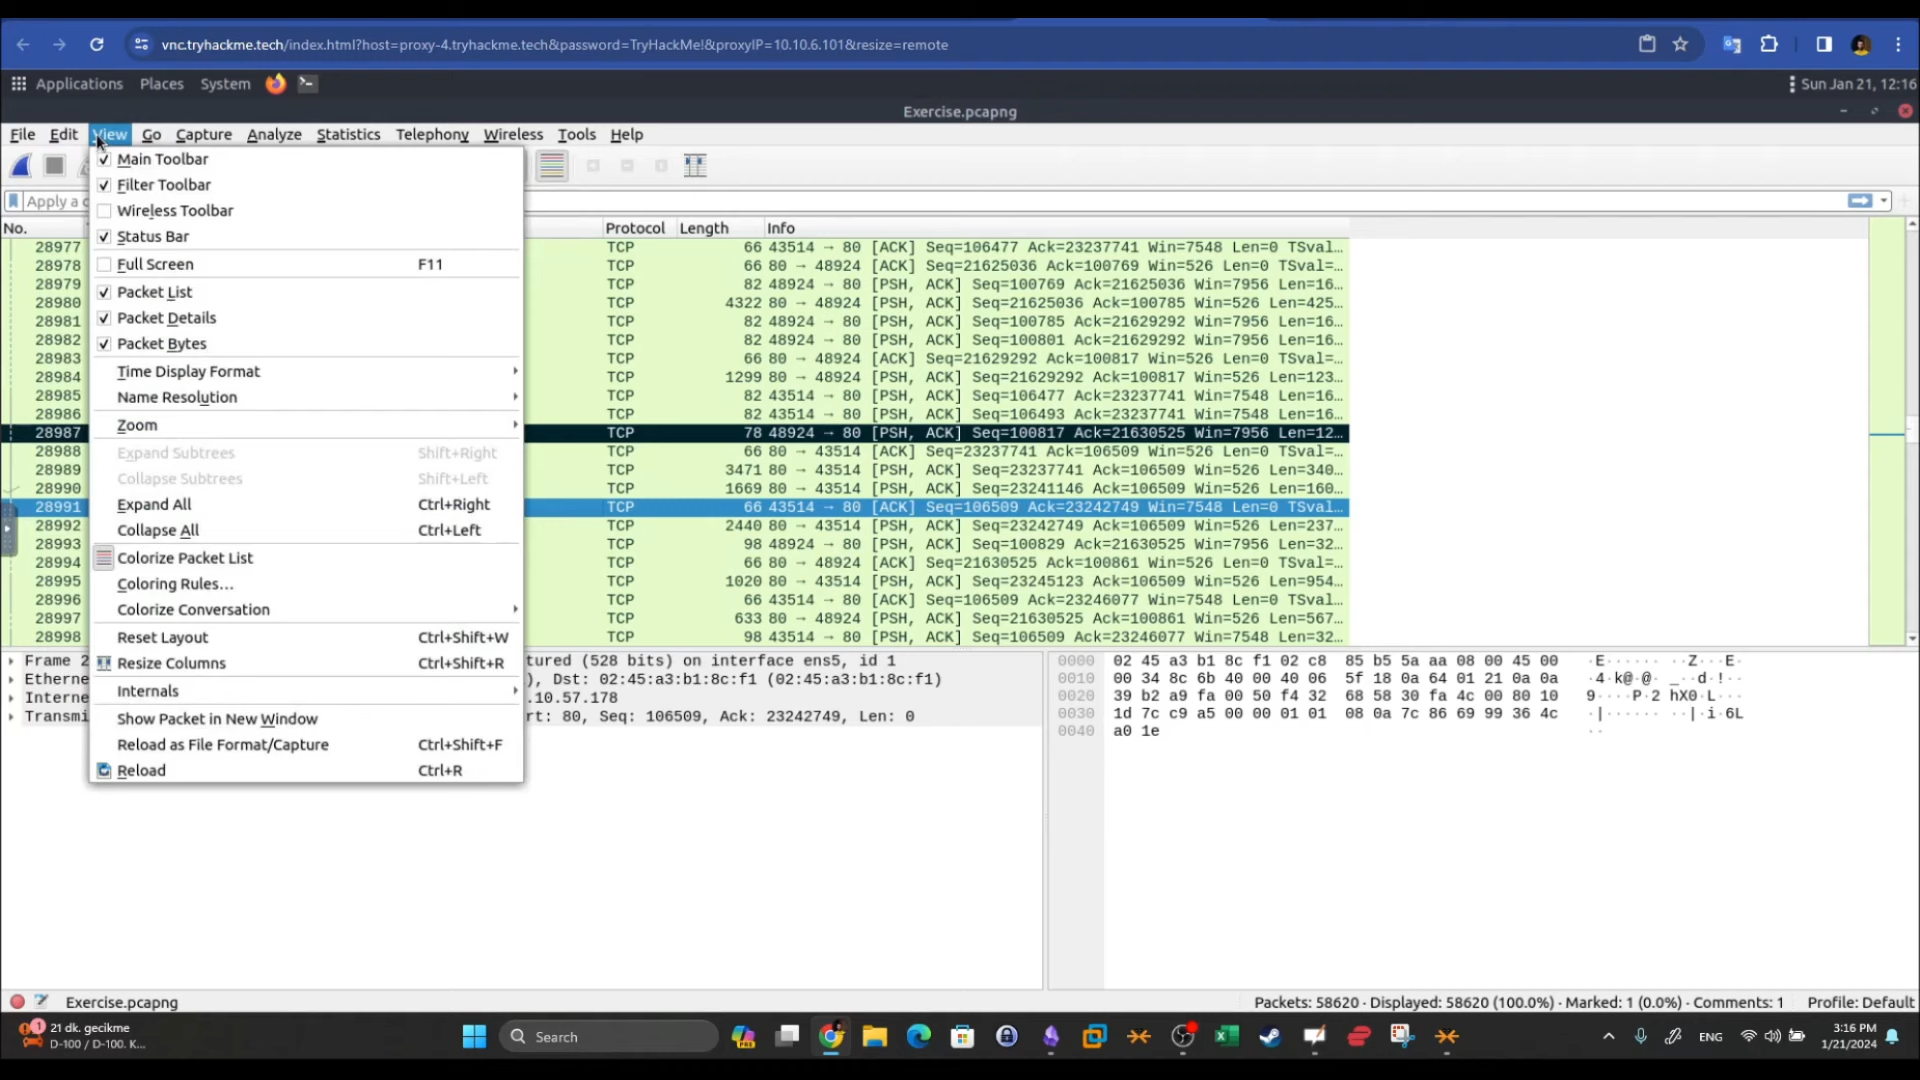 vnc.tryhackme.tech/index.html?host=proxy-4.tryhackme.tech&password=TryHackMe!&proxyIP=10.10.6.101&resize=remote
Applications Places System Sun Jan 21, 12:16
Exercise.pcapng
File Edit View Go Capture Analyze Statistics Telephony Wireless Tools Help
Main Toolbar
Filter Toolbar
Wireless Toolbar
Status Bar
Full Screen F11
Packet List
Packet Details
Packet Bytes
Time Display Format
Name Resolution
Zoom
Expand Subtrees Shift+Right
Collapse Subtrees Shift+Left
Expand All Ctrl+Right
Collapse All Ctrl+Left
Colorize Packet List
Coloring Rules...
Colorize Conversation
Reset Layout Ctrl+Shift+W
Resize Columns Ctrl+Shift+R
Internals
Show Packet in New Window
Reload as File Format/Capture Ctrl+Shift+F
Reload Ctrl+R
Apply a
No. Protocol Length Info
28977 TCP 66 43514 → 80 [ACK] Seq=106477 Ack=23237741 Win=7548 Len=0 TSval…
28978 TCP 66 80 → 48924 [ACK] Seq=21625036 Ack=100769 Win=526 Len=0 TSval=…
28979 TCP 82 48924 → 80 [PSH, ACK] Seq=100769 Ack=21625036 Win=7956 Len=16…
28980 TCP 4322 80 → 48924 [PSH, ACK] Seq=21625036 Ack=100785 Win=526 Len=425…
28981 TCP 82 48924 → 80 [PSH, ACK] Seq=100785 Ack=21629292 Win=7956 Len=16…
28982 TCP 82 48924 → 80 [PSH, ACK] Seq=100801 Ack=21629292 Win=7956 Len=16…
28983 TCP 66 80 → 48924 [ACK] Seq=21629292 Ack=100817 Win=526 Len=0 TSval=…
28984 TCP 1299 80 → 48924 [PSH, ACK] Seq=21629292 Ack=100817 Win=526 Len=123…
28985 TCP 82 43514 → 80 [PSH, ACK] Seq=106477 Ack=23237741 Win=7548 Len=16…
28986 TCP 82 43514 → 80 [PSH, ACK] Seq=106493 Ack=23237741 Win=7548 Len=16…
28987 TCP 78 48924 → 80 [PSH, ACK] Seq=100817 Ack=21630525 Win=7956 Len=12…
28988 TCP 66 80 → 43514 [ACK] Seq=23237741 Ack=106509 Win=526 Len=0 TSval=…
28989 TCP 3471 80 → 43514 [PSH, ACK] Seq=23237741 Ack=106509 Win=526 Len=340…
28990 TCP 1669 80 → 43514 [PSH, ACK] Seq=23241146 Ack=106509 Win=526 Len=160…
28991 TCP 66 43514 → 80 [ACK] Seq=106509 Ack=23242749 Win=7548 Len=0 TSval…
28992 TCP 2440 80 → 43514 [PSH, ACK] Seq=23242749 Ack=106509 Win=526 Len=237…
28993 TCP 98 48924 → 80 [PSH, ACK] Seq=100829 Ack=21630525 Win=7956 Len=32…
28994 TCP 66 80 → 48924 [ACK] Seq=21630525 Ack=100861 Win=526 Len=0 TSval=…
28995 TCP 1020 80 → 43514 [PSH, ACK] Seq=23245123 Ack=106509 Win=526 Len=954…
28996 TCP 66 43514 → 80 [ACK] Seq=106509 Ack=23246077 Win=7548 Len=0 TSval…
28997 TCP 633 80 → 48924 [PSH, ACK] Seq=21630525 Ack=100861 Win=526 Len=567…
28998 TCP 98 43514 → 80 [PSH, ACK] Seq=106509 Ack=23246077 Win=7548 Len=32…
Frame 2 tured (528 bits) on interface ens5, id 1
Etherne ), Dst: 02:45:a3:b1:8c:f1 (02:45:a3:b1:8c:f1)
Interne .10.57.178
Transmi rt: 80, Seq: 106509, Ack: 23242749, Len: 0
0000 02 45 a3 b1 8c f1 02 c8 85 b5 5a aa 08 00 45 00 ·E······ ··Z···E·
0010 00 34 8c 6b 40 00 40 06 5f 18 0a 64 01 21 0a 0a ·4·k@·@· _··d·!··
0020 39 b2 a9 fa 00 50 f4 32 68 58 30 fa 4c 00 80 10 9····P·2 hX0·L···
0030 1d 7c c9 a5 00 00 01 01 08 0a 7c 86 69 99 36 4c ·|······ ··|·i·6L
0040 a0 1e ··
Exercise.pcapng Packets: 58620 · Displayed: 58620 (100.0%) · Marked: 1 (0.0%) · Comments: 1 Profile: Default
1 21 dk. gecikme
D-100 / D-100. K...
Search
ENG
3:16 PM
1/21/2024